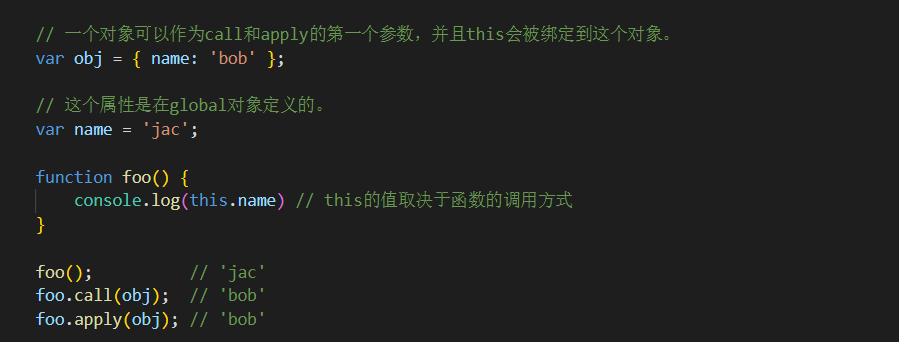 // 一个对象可以作为call和apply的第一个参数，并且this会被绑定到这个对象。
var obj = { name: 'bob' };
// 这个属性是在global对象定义的。
var name = 'jac';
function foo() {
console.log(this.name) // this的值取决于函数的调用方式
}
foo(); // 'jac'
foo.call(obj); // 'bob'
foo.apply(obj); // 'bob'